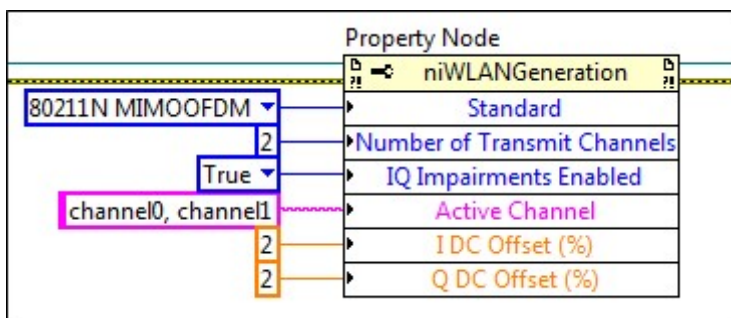 Property Node
niWLANGeneration
80211N MIMOOFDM Standard
2 Number of Transmit Channels
True IQ Impairments Enabled
channel0, channel1 Active Channel
2 I DC Offset (%)
2 Q DC Offset (%)